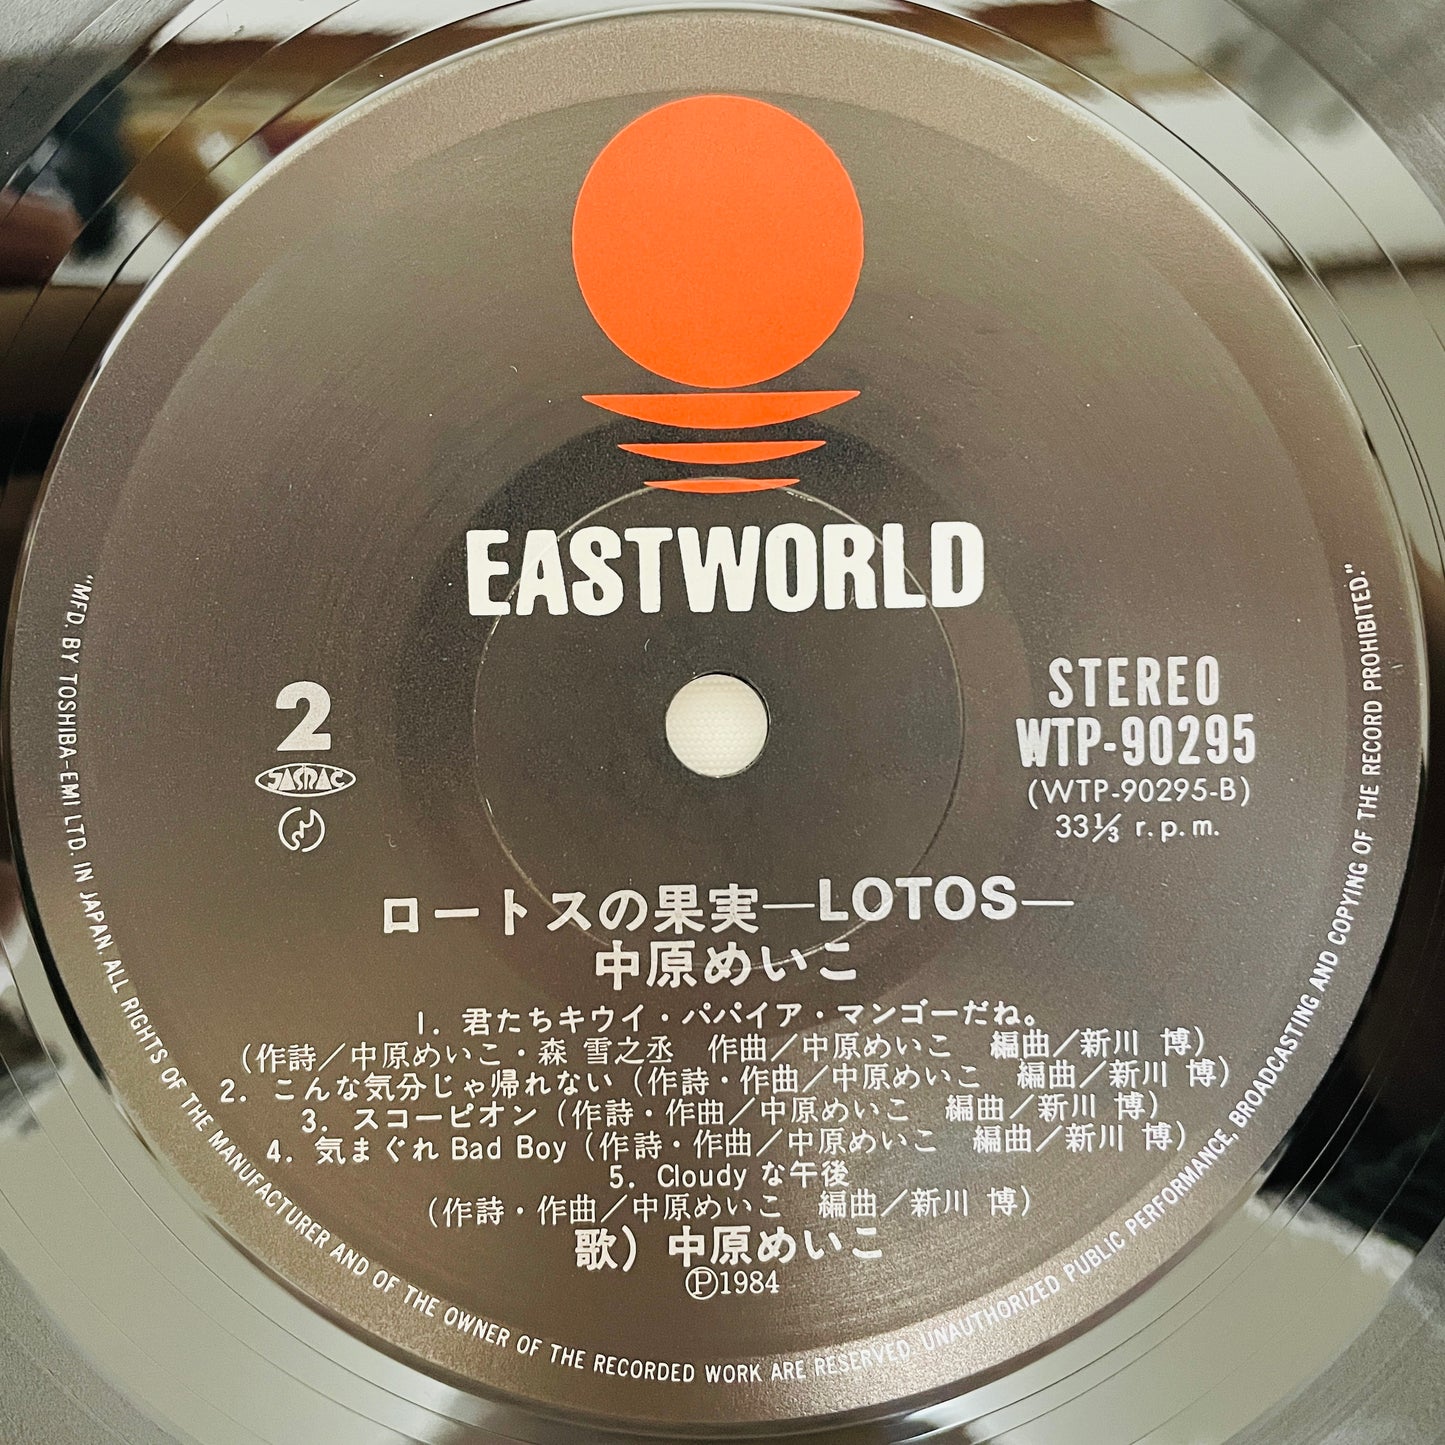 EASTWORLD
2
JASRAC
STEREO
WTP-90295
(WTP-90295-B)
33⅓ r.p.m.
ロートスの果実—LOTOS—
中原めいこ
1. 君たちキウイ・パパイア・マンゴーだね。
(作詩/中原めいこ・森 雪之丞 作曲/中原めいこ 編曲/新川 博)
2. こんな気分じゃ帰れない (作詩・作曲/中原めいこ 編曲/新川 博)
3. スコーピオン (作詩・作曲/中原めいこ 編曲/新川 博)
4. 気まぐれ Bad Boy (作詩・作曲/中原めいこ 編曲/新川 博)
5. Cloudy な午後
(作詩・作曲/中原めいこ 編曲/新川 博)
歌) 中原めいこ
Ⓟ1984
"MFD. BY TOSHIBA-EMI LTD. IN JAPAN. ALL RIGHTS OF THE MANUFACTURER AND OF THE OWNER OF THE RECORDED WORK ARE RESERVED. UNAUTHORIZED PUBLIC PERFORMANCE, BROADCASTING AND COPYING OF THE RECORD PROHIBITED."